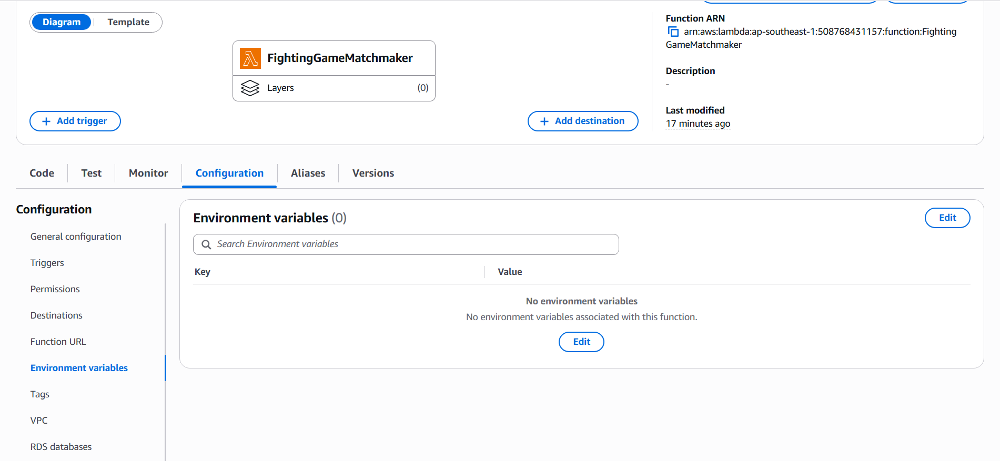 Diagram
Template
FightingGameMatchmaker
Layers
(0)
Add trigger
Add destination
Function ARN
arn:aws:lambda:ap-southeast-1:508768431157:function:Fighting
GameMatchmaker
Description
-
Last modified
17 minutes ago
Code
Test
Monitor
Configuration
Aliases
Versions
Configuration
General configuration
Triggers
Permissions
Destinations
Function URL
Environment variables
Tags
VPC
RDS databases
Environment variables (0)
Edit
Search Environment variables
Key
Value
No environment variables
No environment variables associated with this function.
Edit